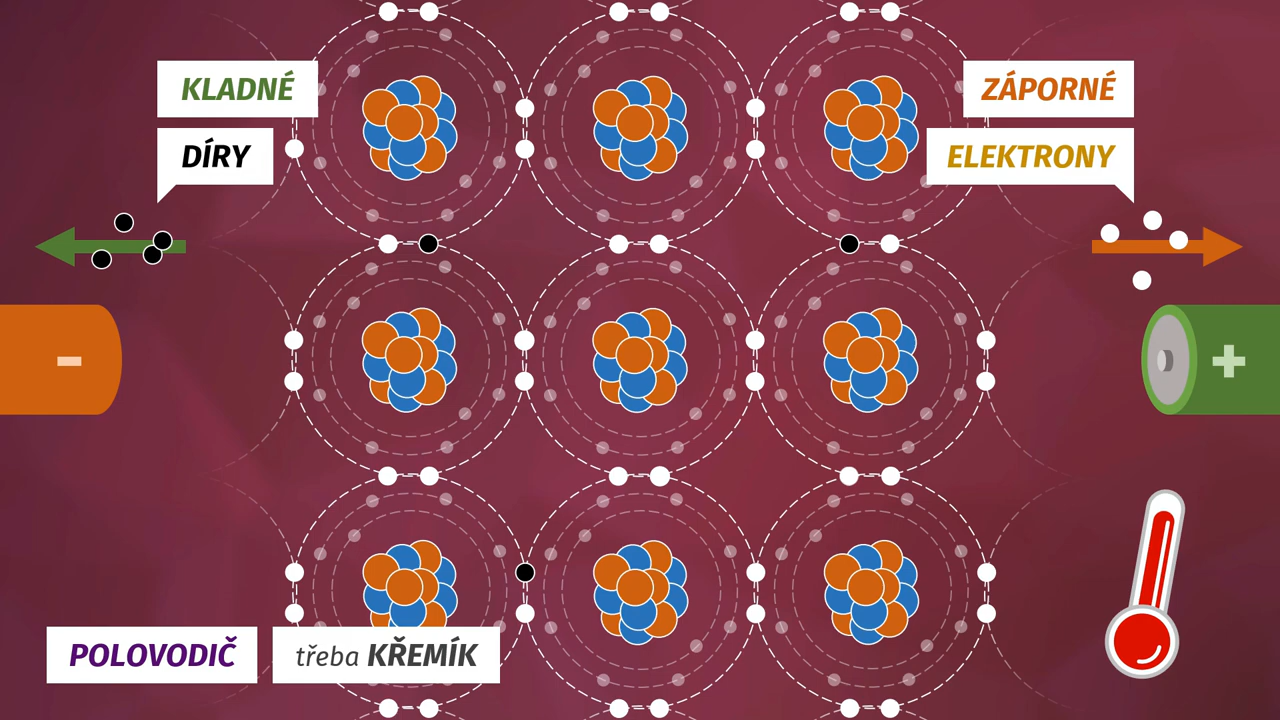 KLADNÉ
DÍRY
ZÁPORNÉ
ELEKTRONY
-
+
POLOVODIČ
třeba KŘEMÍK